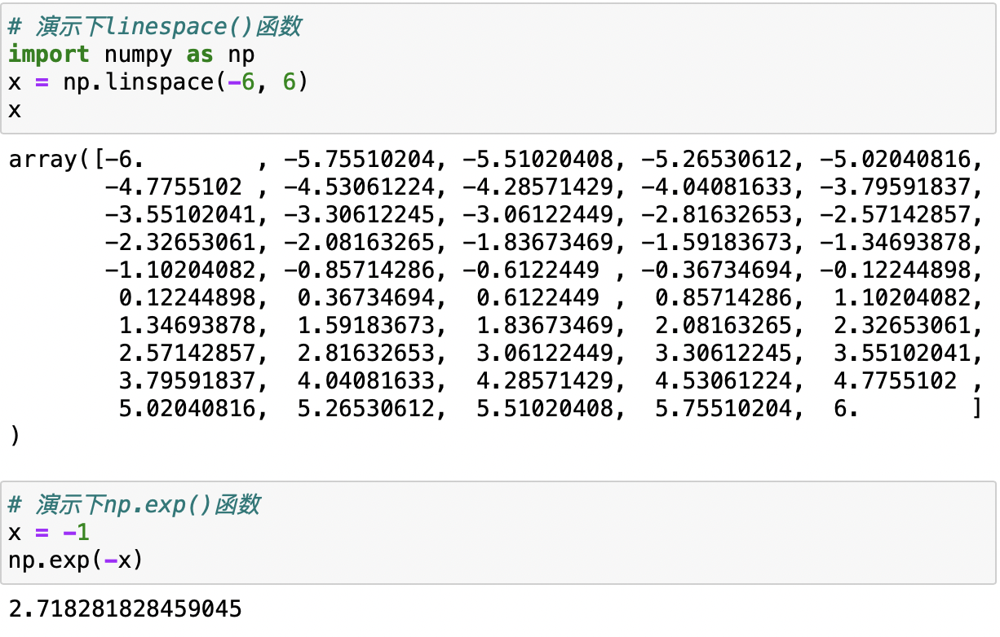 # 演示下linespace()函数
import numpy as np
x = np.linspace(-6, 6)
x
array([-6.        , -5.75510204, -5.51020408, -5.26530612, -5.02040816,
       -4.7755102 , -4.53061224, -4.28571429, -4.04081633, -3.79591837,
       -3.55102041, -3.30612245, -3.06122449, -2.81632653, -2.57142857,
       -2.32653061, -2.08163265, -1.83673469, -1.59183673, -1.34693878,
       -1.10204082, -0.85714286, -0.6122449 , -0.36734694, -0.12244898,
        0.12244898,  0.36734694,  0.6122449 ,  0.85714286,  1.10204082,
        1.34693878,  1.59183673,  1.83673469,  2.08163265,  2.32653061,
        2.57142857,  2.81632653,  3.06122449,  3.30612245,  3.55102041,
        3.79591837,  4.04081633,  4.28571429,  4.53061224,  4.7755102 ,
        5.02040816,  5.26530612,  5.51020408,  5.75510204,  6.        ]
)
# 演示下np.exp()函数
x = -1
np.exp(-x)
2.718281828459045